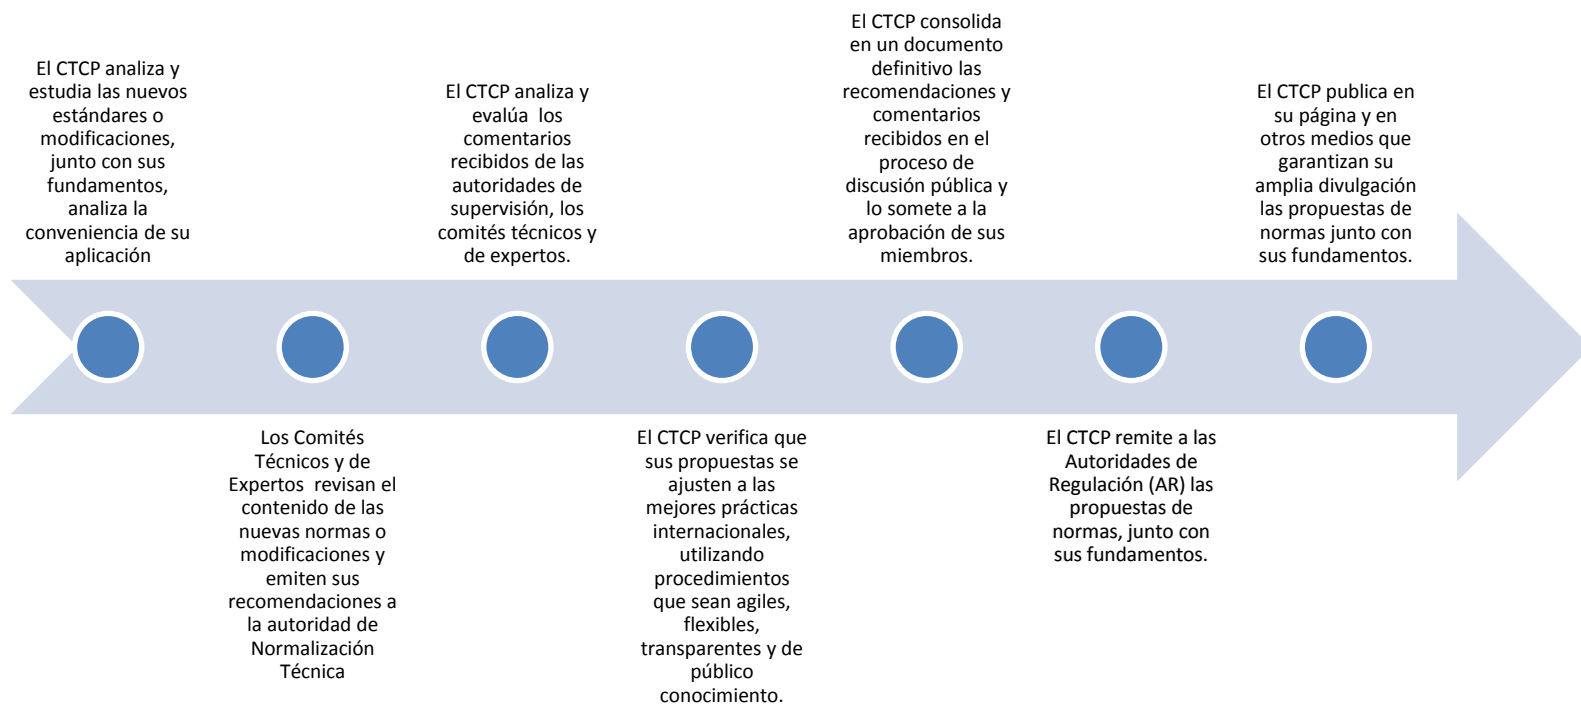 El CTCP analiza y
estudia las nuevos
estándares o
modificaciones,
junto con sus
fundamentos,
analiza la
conveniencia de su
aplicación
Los Comités
Técnicos y de
Expertos revisan el
contenido de las
nuevas normas o
modificaciones y
emiten sus
recomendaciones a
la autoridad de
Normalización
Técnica
El CTCP analiza y
evalúa los
comentarios
recibidos de las
autoridades de
supervisión, los
comités técnicos y
de expertos.
El CTCP verifica que
sus propuestas se
ajusten a las
mejores prácticas
internacionales,
utilizando
procedimientos
que sean agiles,
flexibles,
transparentes y de
público
conocimiento.
El CTCP consolida
en un documento
definitivo las
recomendaciones y
comentarios
recibidos en el
proceso de
discusión pública y
lo somete a la
aprobación de sus
miembros.
El CTCP remite a las
Autoridades de
Regulación (AR) las
propuestas de
normas, junto con
sus fundamentos.
El CTCP publica en
su página y en
otros medios que
garantizan su
amplia divulgación
las propuestas de
normas junto con
sus fundamentos.